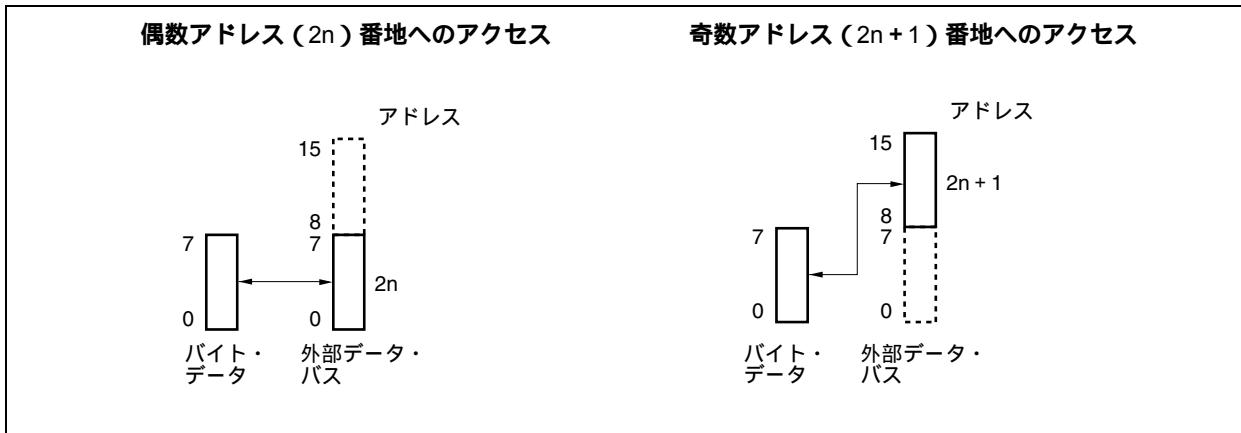 偶数アドレス(2n)番地へのアクセス
アドレス
15
8
7
7
2n
0
0
バイト・
データ
外部データ・
バス
奇数アドレス(2n+1)番地へのアクセス
アドレス
15
2n+1
8
7
7
0
0
バイト・
データ
外部データ・
バス